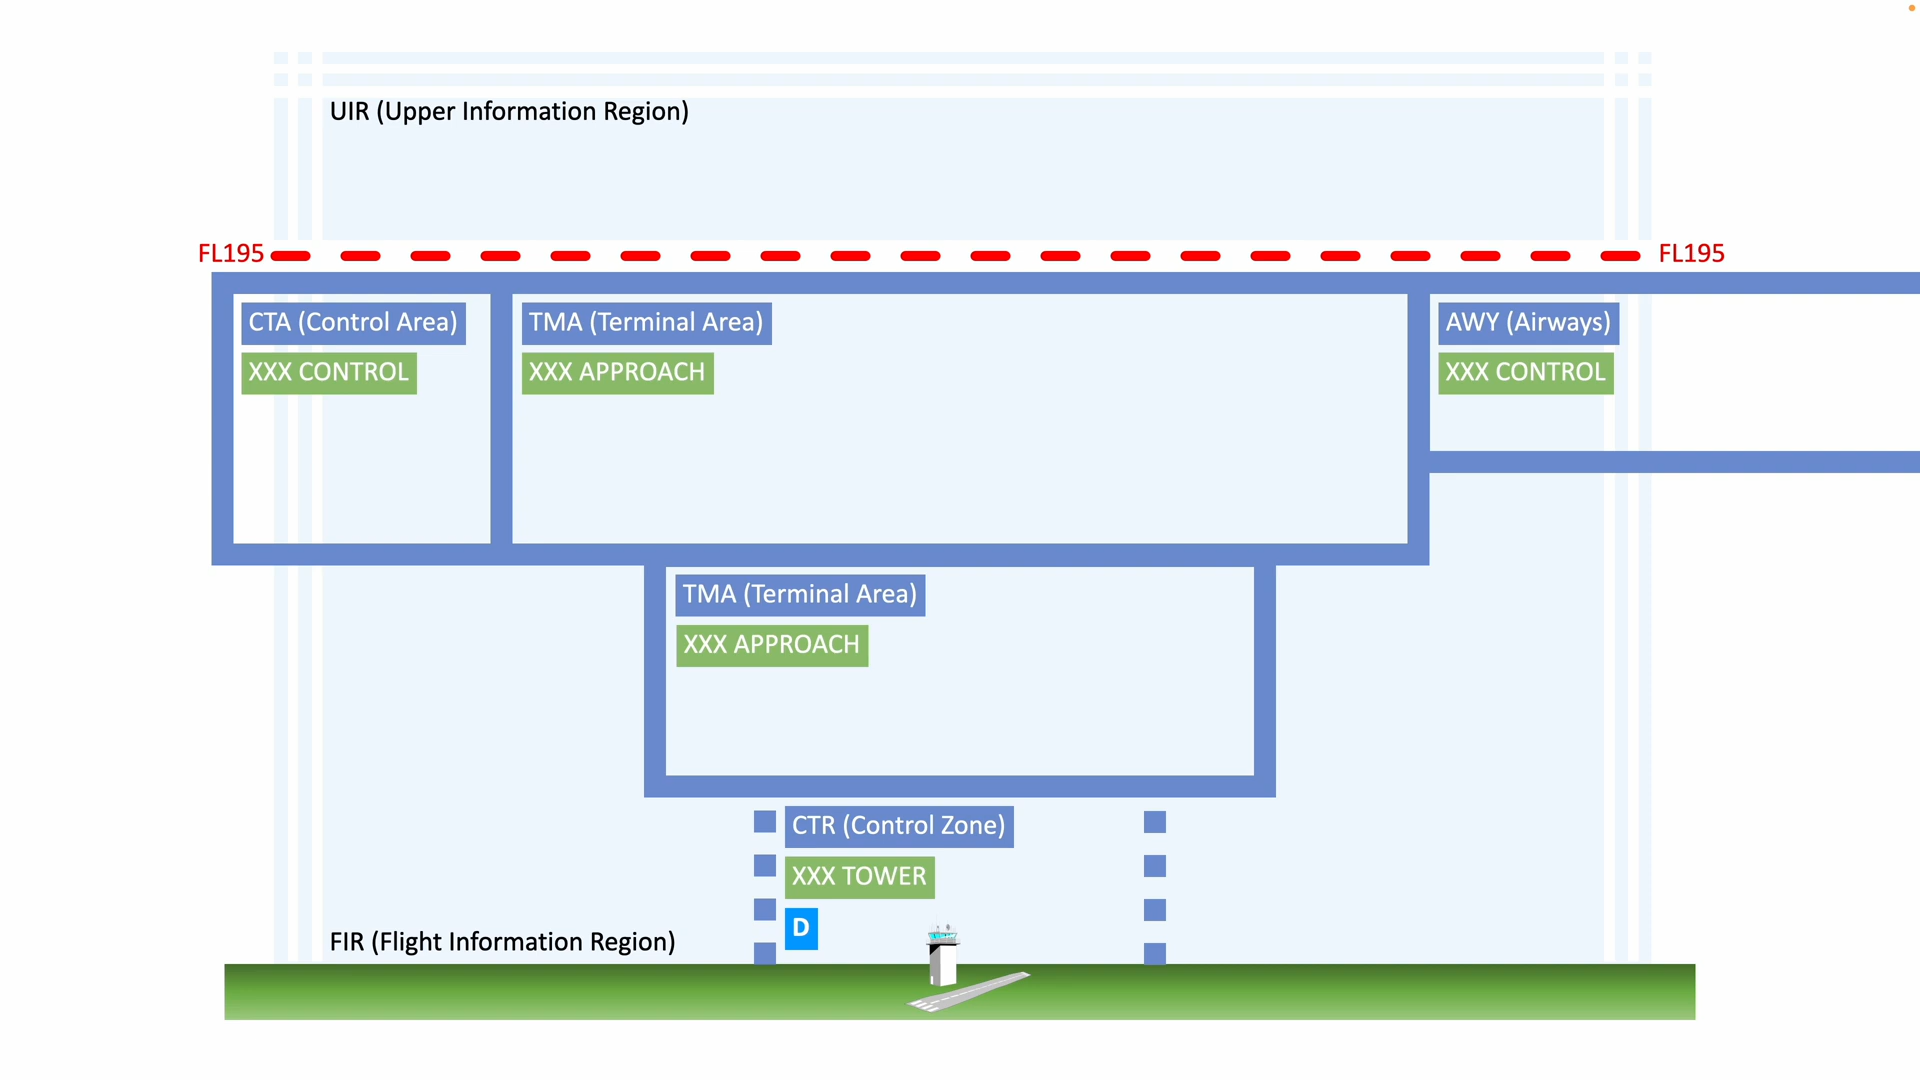 UIR (Upper Information Region)
FL195
FL195
CTA (Control Area)
XXX CONTROL
TMA (Terminal Area)
XXX APPROACH
AWY (Airways)
XXX CONTROL
TMA (Terminal Area)
XXX APPROACH
CTR (Control Zone)
XXX TOWER
D
FIR (Flight Information Region)